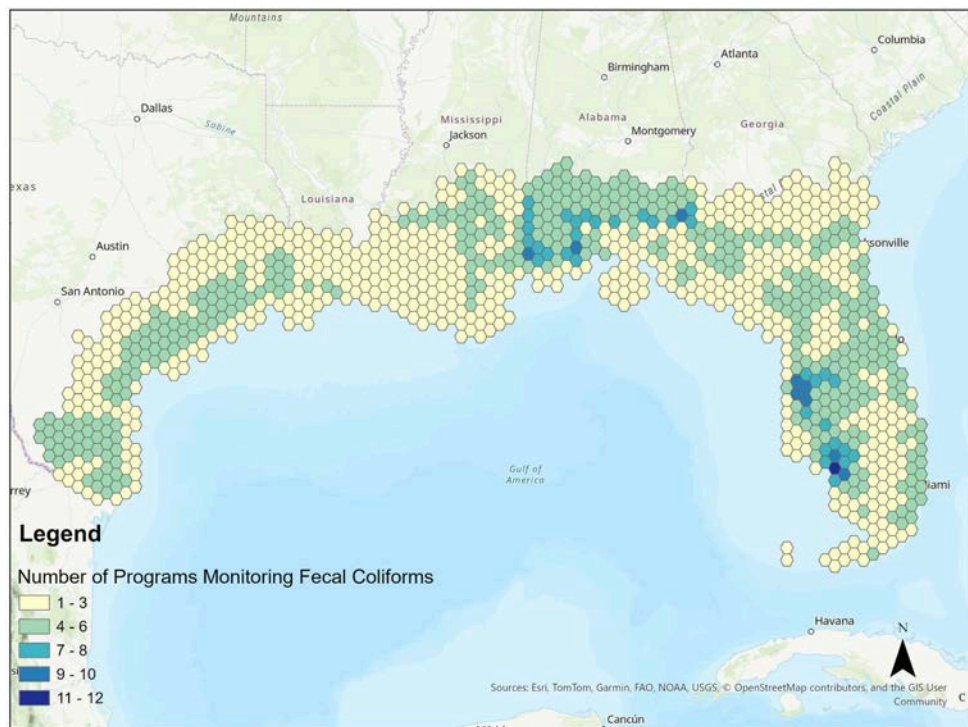 Mountains
Columbia
Atlanta
Birmingham
Coastal Plain
Dallas
Mississippi
Alabama
Georgia
Sabine
Jackson
Montgomery
exas
Louisiana
tal
Austin
ksonville
San Antonio
o
Gulf of
America
rrey
iami
Legend
Number of Programs Monitoring Fecal Coliforms
1 - 3
4 - 6
7 - 8
9 - 10
11 - 12
Havana
N
Sources: Esri, TomTom, Garmin, FAO, NOAA, USGS, © OpenStreetMap contributors, and the GIS User
Community
Cancún